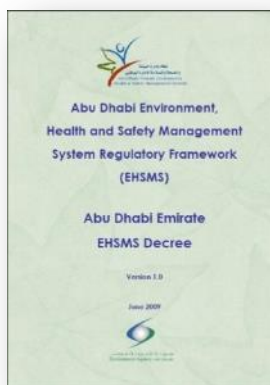 Abu Dhabi Environment,
Health and Safety Management
System Regulatory Framework
(EHSMS)
Abu Dhabi Emirate
EHSMS Decree
Version 1.0
June 2009